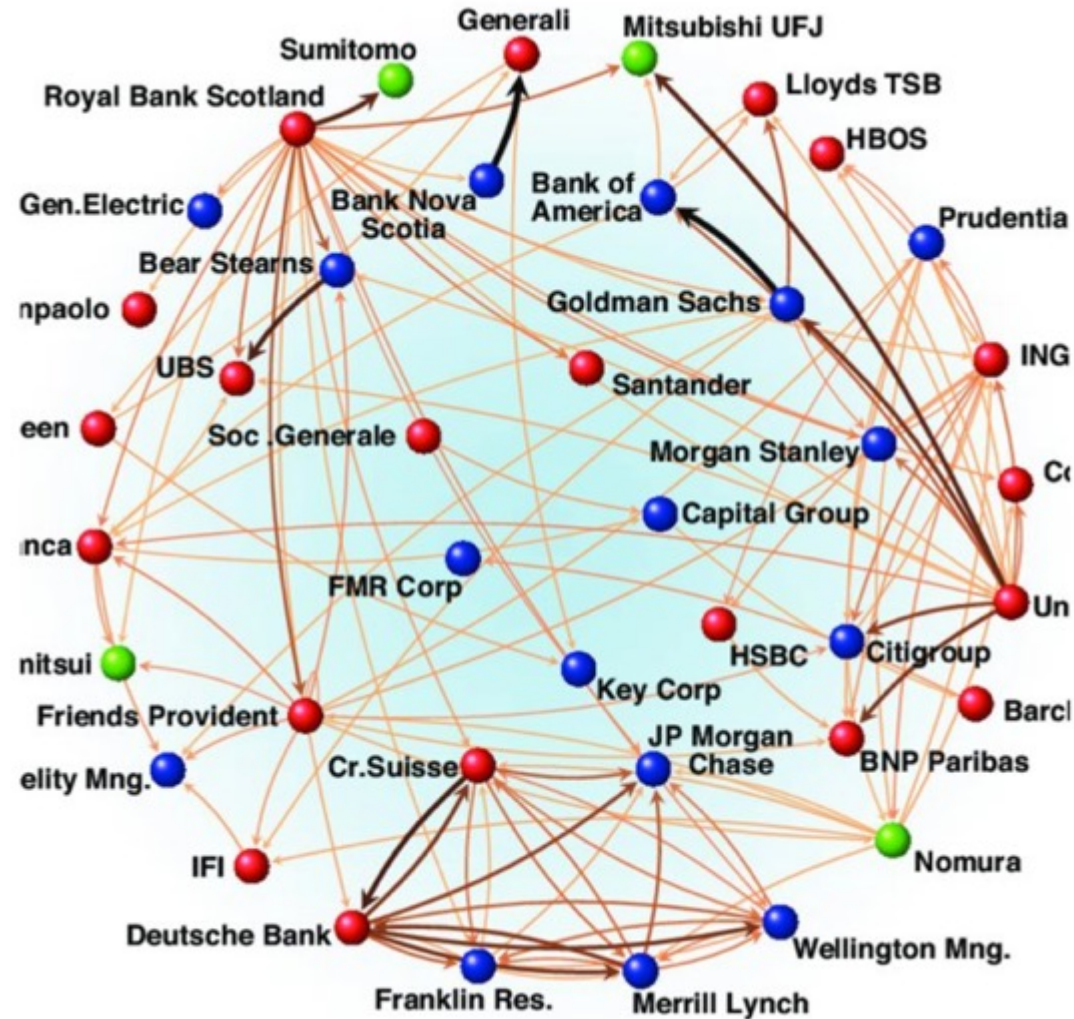 Generali
Mitsubishi UFJ
Sumitomo
Lloyds TSB
Royal Bank Scotland
HBOS
Gen.Electric
Bank Nova
Scotia
Bank of
America
Prudentia
Bear Stearns
npaolo
Goldman Sachs
UBS
ING
Santander
een
Soc .Generale
Morgan Stanley
Co
Capital Group
nca
FMR Corp
Un
HSBC
Citigroup
nitsui
Key Corp
Friends Provident
Barcl
JP Morgan
Chase
BNP Paribas
Cr.Suisse
elity Mng.
IFI
Nomura
Deutsche Bank
Wellington Mng.
Franklin Res.
Merrill Lynch